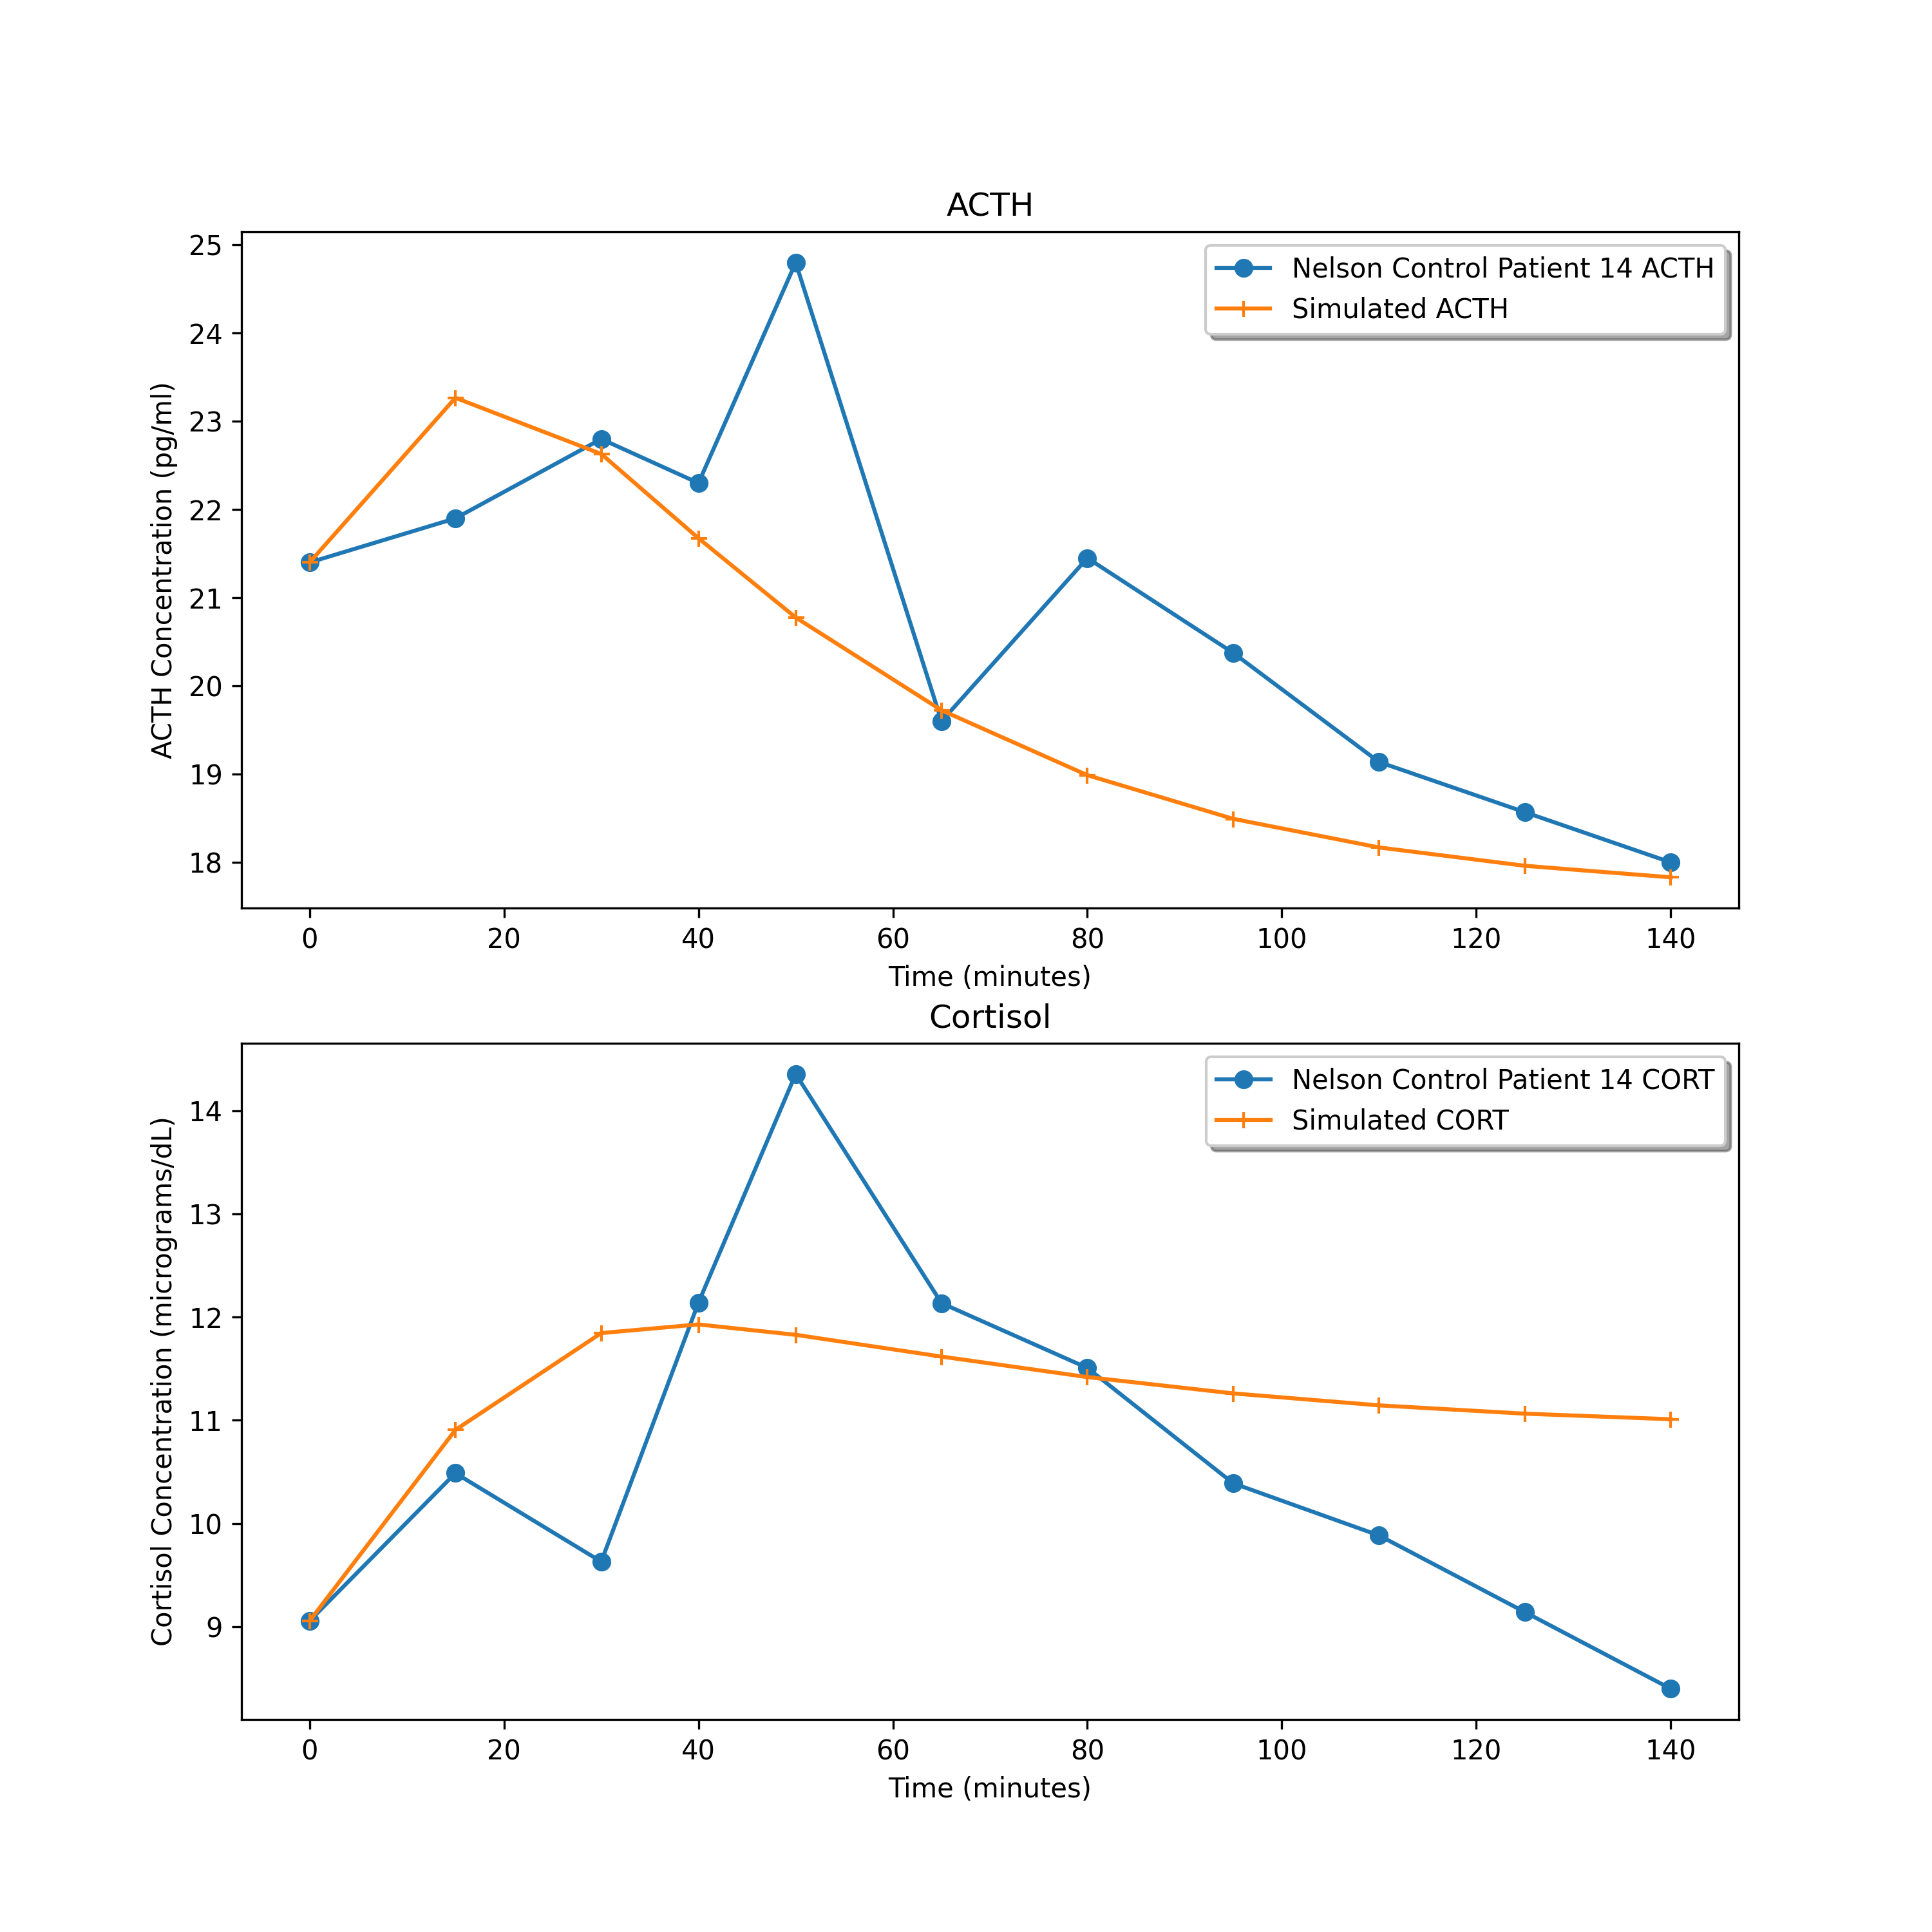 ACTH
25
24
23
22
21
20
19
18
ACTH Concentration (pg/ml)
Nelson Control Patient 14 ACTH
Simulated ACTH
0 20 40 60 80 100 120 140
Time (minutes)
Cortisol
14
13
12
11
10
9
Cortisol Concentration (micrograms/dL)
Nelson Control Patient 14 CORT
Simulated CORT
0 20 40 60 80 100 120 140
Time (minutes)